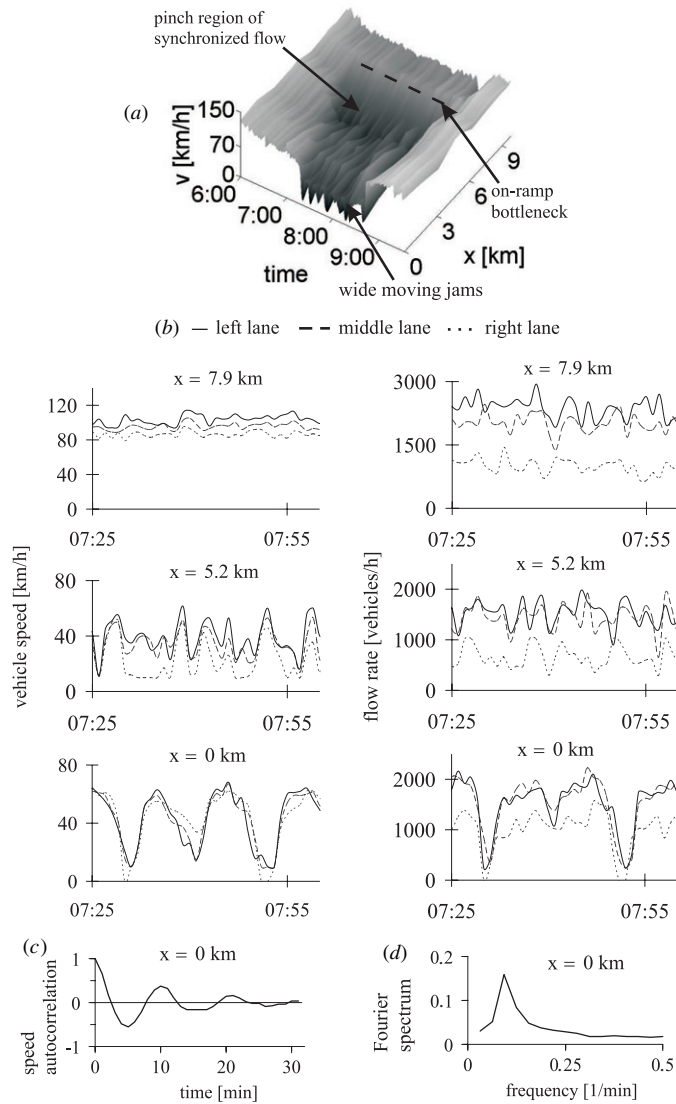 pinch region of
synchronized flow
(a)
v [km/h]
150
70
0
6:00
7:00
8:00
9:00
time
0
3
6
9
x [km]
on-ramp
bottleneck
wide moving jams
(b) — left lane – – middle lane · · · right lane
x = 7.9 km
120
80
40
0
07:25
07:55
x = 7.9 km
3000
1500
0
07:25
07:55
vehicle speed [km/h]
x = 5.2 km
80
40
0
07:25
07:55
flow rate [vehicles/h]
x = 5.2 km
2000
1000
0
07:25
07:55
x = 0 km
80
40
0
07:25
07:55
x = 0 km
2000
1000
0
07:25
07:55
(c)
x = 0 km
speed
autocorrelation
1
0
-1
0
10
20
30
time [min]
(d)
x = 0 km
Fourier
spectrum
0.2
0.1
0
0
0.25
0.5
frequency [1/min]